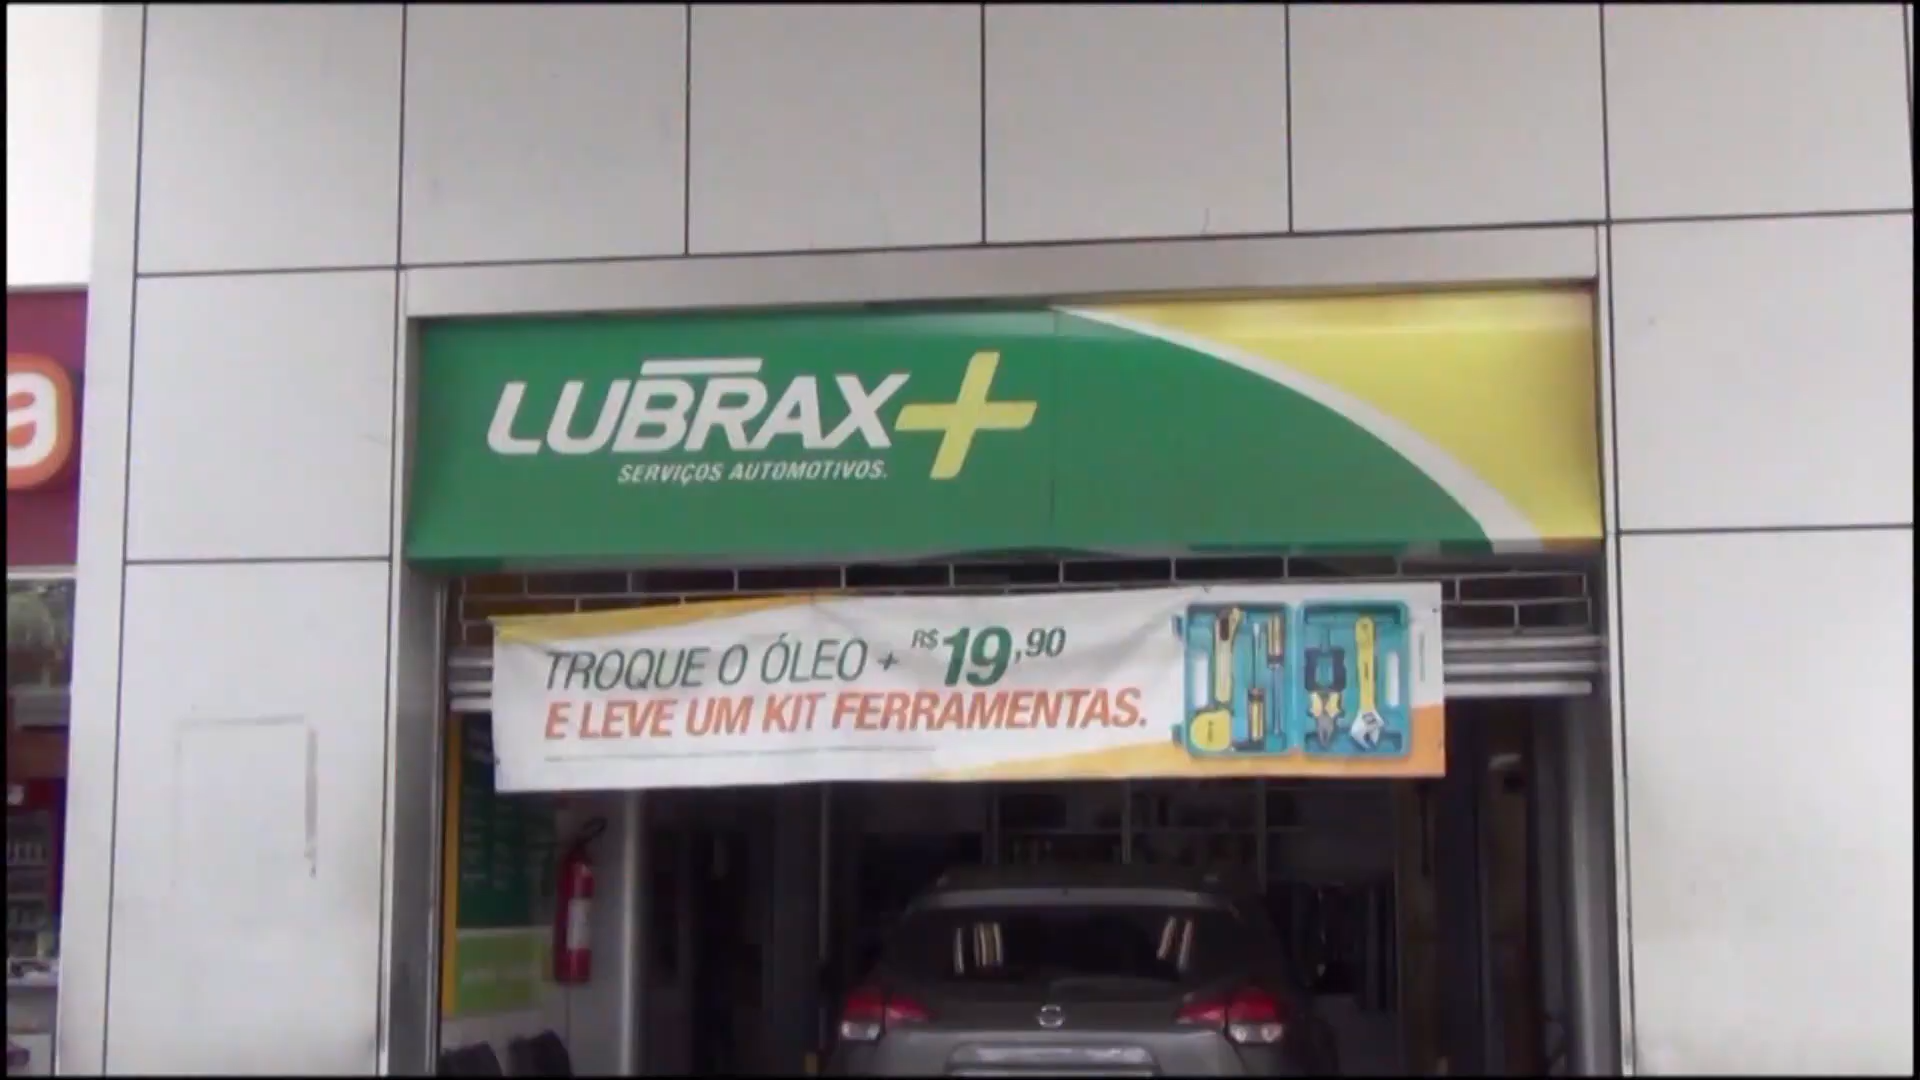 LUBRAX+
SERVIÇOS AUTOMOTIVOS.
TROQUE O ÓLEO + R$ 19,90
E LEVE UM KIT FERRAMENTAS.
a